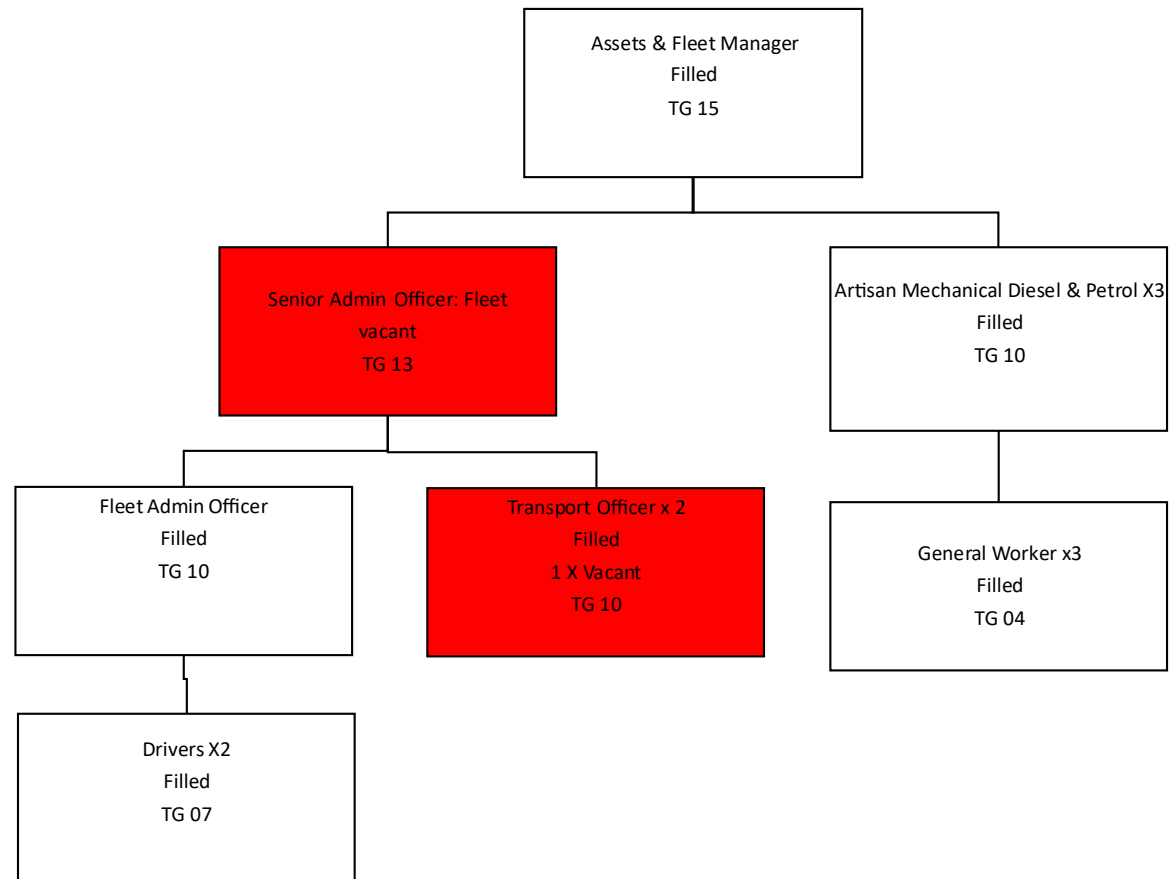 Assets & Fleet Manager
Filled
TG 15
Senior Admin Officer: Fleet
vacant
TG 13
Artisan Mechanical Diesel & Petrol X3
Filled
TG 10
Fleet Admin Officer
Filled
TG 10
Transport Officer x 2
Filled
1 X Vacant
TG 10
General Worker x3
Filled
TG 04
Drivers X2
Filled
TG 07